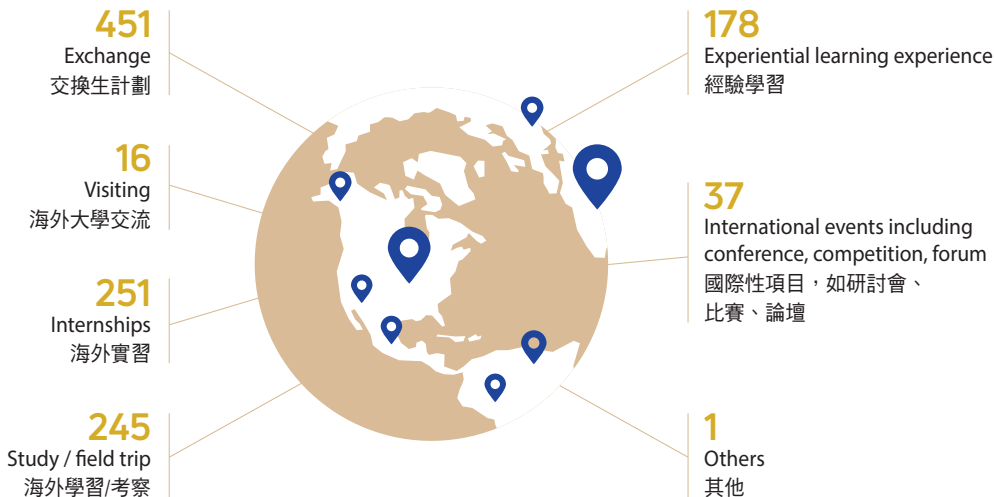 451
Exchange
交換生計劃
16
Visiting
海外大學交流
251
Internships
海外實習
245
Study / field trip
海外學習/考察
178
Experiential learning experience
經驗學習
37
International events including
conference, competition, forum
國際性項目，如研討會、
比賽、論壇
1
Others
其他